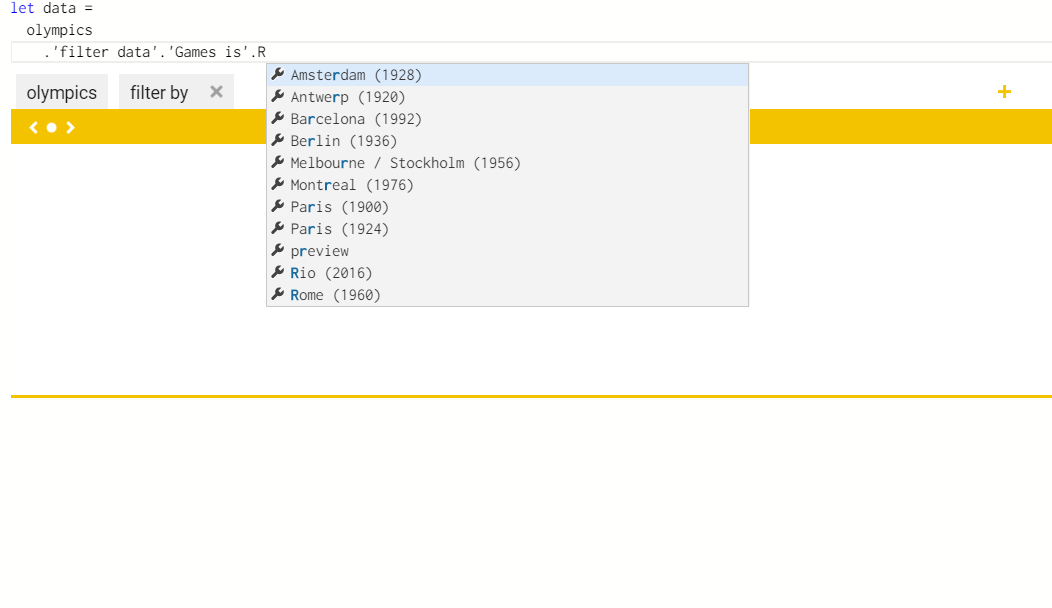 let data =
olympics
.'filter data'.'Games is'.R
Amsterdam (1928)
Antwerp (1920)
Barcelona (1992)
Berlin (1936)
Melbourne / Stockholm (1956)
Montreal (1976)
Paris (1900)
Paris (1924)
preview
Rio (2016)
Rome (1960)
olympics filter by